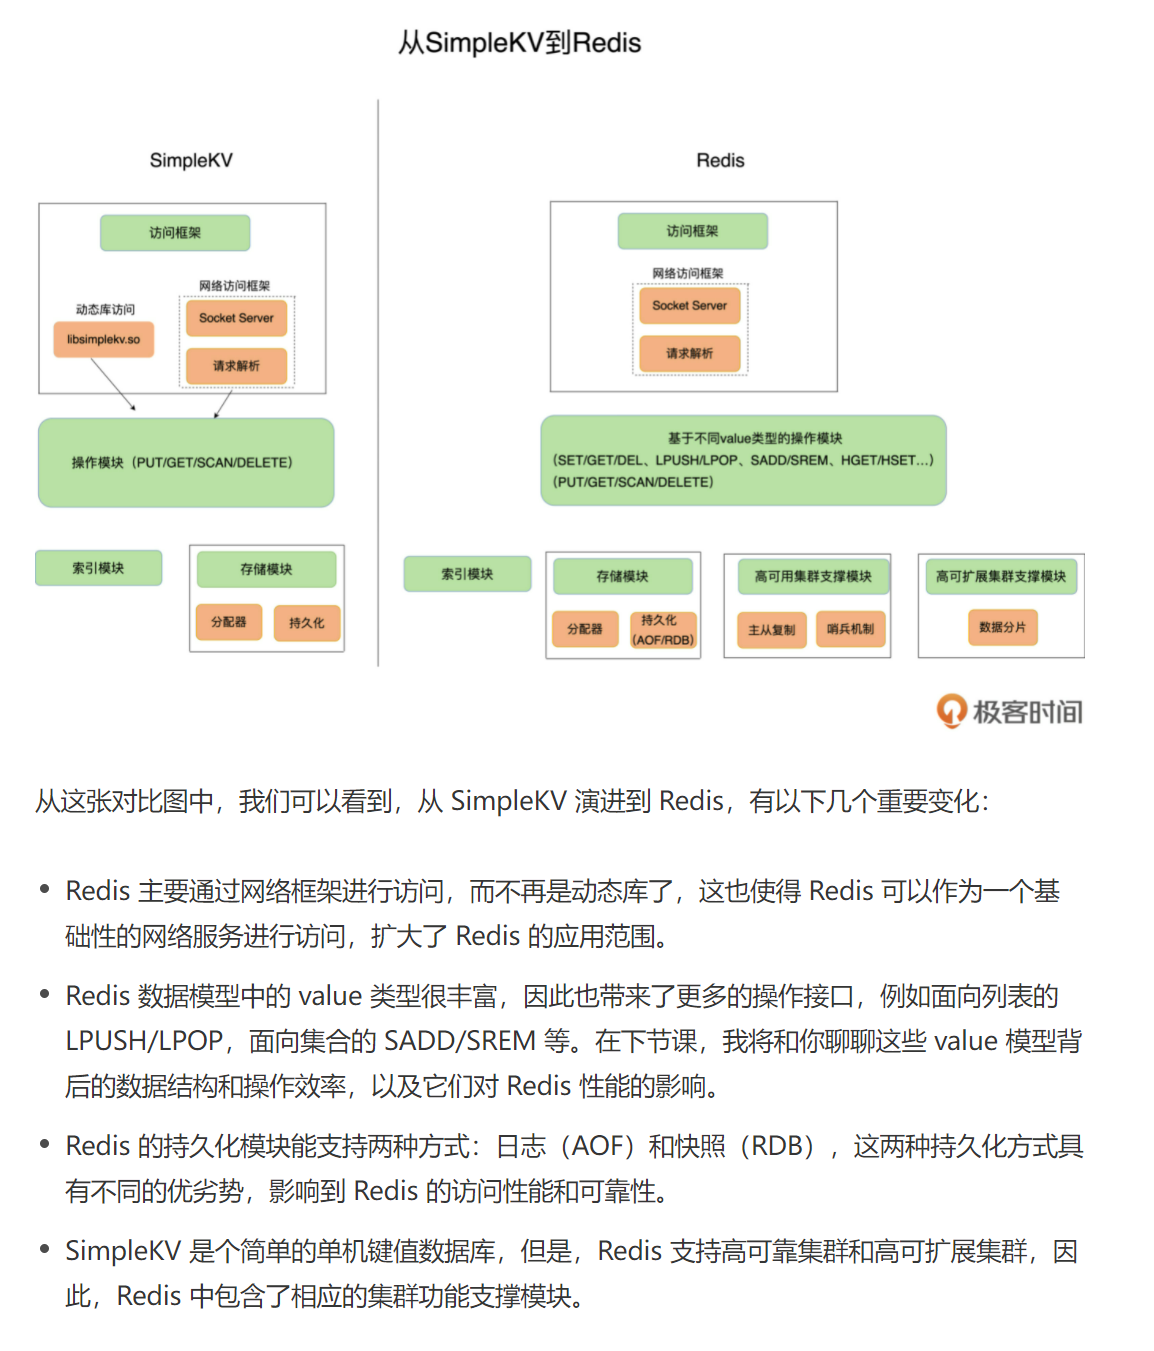 从SimpleKV到Redis
SimpleKV
访问框架
动态库访问
libsimplekv.so
网络访问框架
Socket Server
请求解析
操作模块（PUT/GET/SCAN/DELETE）
索引模块
存储模块
分配器
持久化
Redis
访问框架
网络访问框架
Socket Server
请求解析
基于不同value类型的操作模块
（SET/GET/DEL、LPUSH/LPOP、SADD/SREM、HGET/HSET...）
（PUT/GET/SCAN/DELETE）
索引模块
存储模块
分配器
持久化
（AOF/RDB）
高可用集群支撑模块
主从复制
哨兵机制
高可扩展集群支撑模块
数据分片
极客时间
从这张对比图中，我们可以看到，从 SimpleKV 演进到 Redis，有以下几个重要变化：
• Redis 主要通过网络框架进行访问，而不再是动态库了，这也使得 Redis 可以作为一个基
础性的网络服务进行访问，扩大了 Redis 的应用范围。
• Redis 数据模型中的 value 类型很丰富，因此也带来了更多的操作接口，例如面向列表的
LPUSH/LPOP，面向集合的 SADD/SREM 等。在下节课，我将和你聊聊这些 value 模型背
后的数据结构和操作效率，以及它们对 Redis 性能的影响。
• Redis 的持久化模块能支持两种方式：日志（AOF）和快照（RDB），这两种持久化方式具
有不同的优劣势，影响到 Redis 的访问性能和可靠性。
• SimpleKV 是个简单的单机键值数据库，但是，Redis 支持高可靠集群和高可扩展集群，因
此，Redis 中包含了相应的集群功能支撑模块。